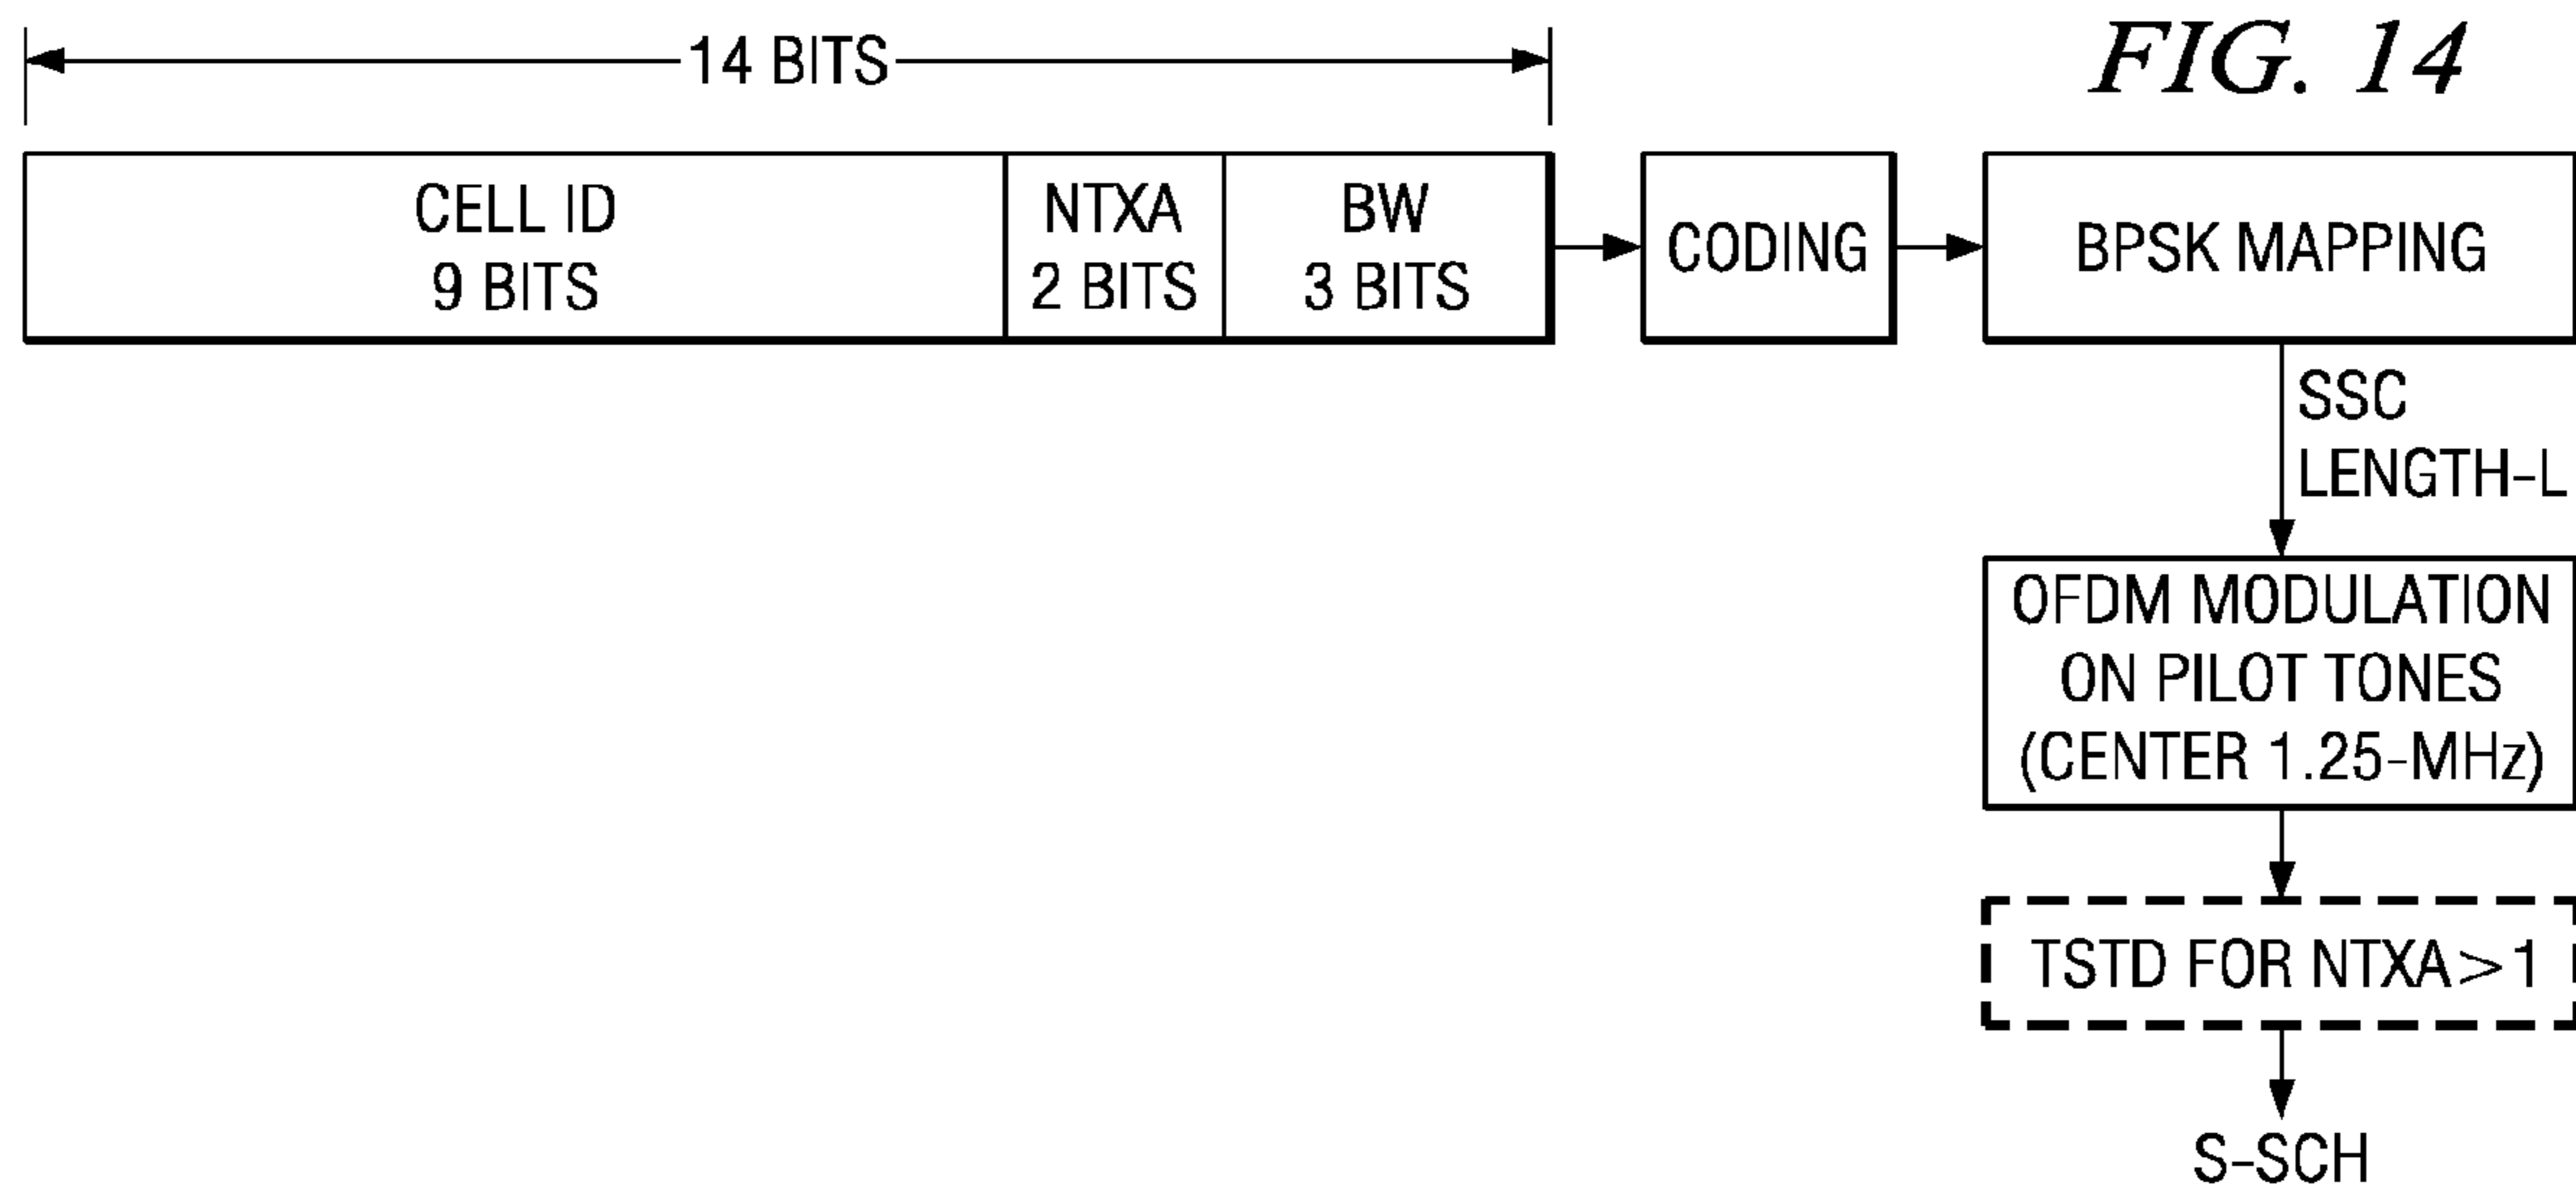 FIG. 14
14 BITS
CELL ID
9 BITS
NTXA
2 BITS
BW
3 BITS
CODING
BPSK MAPPING
SSC
LENGTH-L
OFDM MODULATION
ON PILOT TONES
(CENTER 1.25-MHz)
TSTD FOR NTXA>1
S-SCH